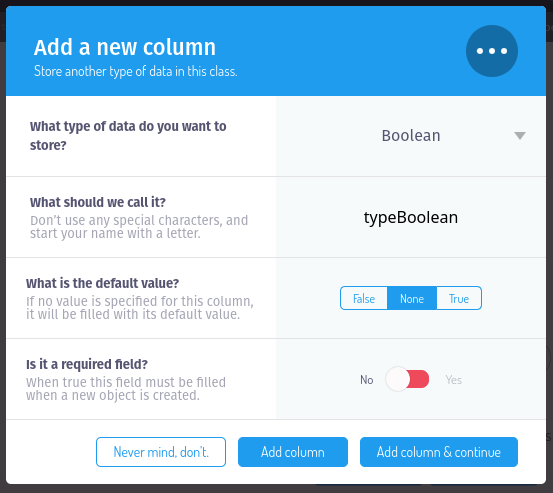 Add a new column
Store another type of data in this class.
What type of data do you want to
store?
Boolean
What should we call it?
Don't use any special characters, and
start your name with a letter.
typeBoolean
What is the default value?
If no value is specified for this column,
it will be filled with its default value.
False None True
Is it a required field?
When true this field must be filled
when a new object is created.
No Yes
Never mind, don't. Add column Add column & continue